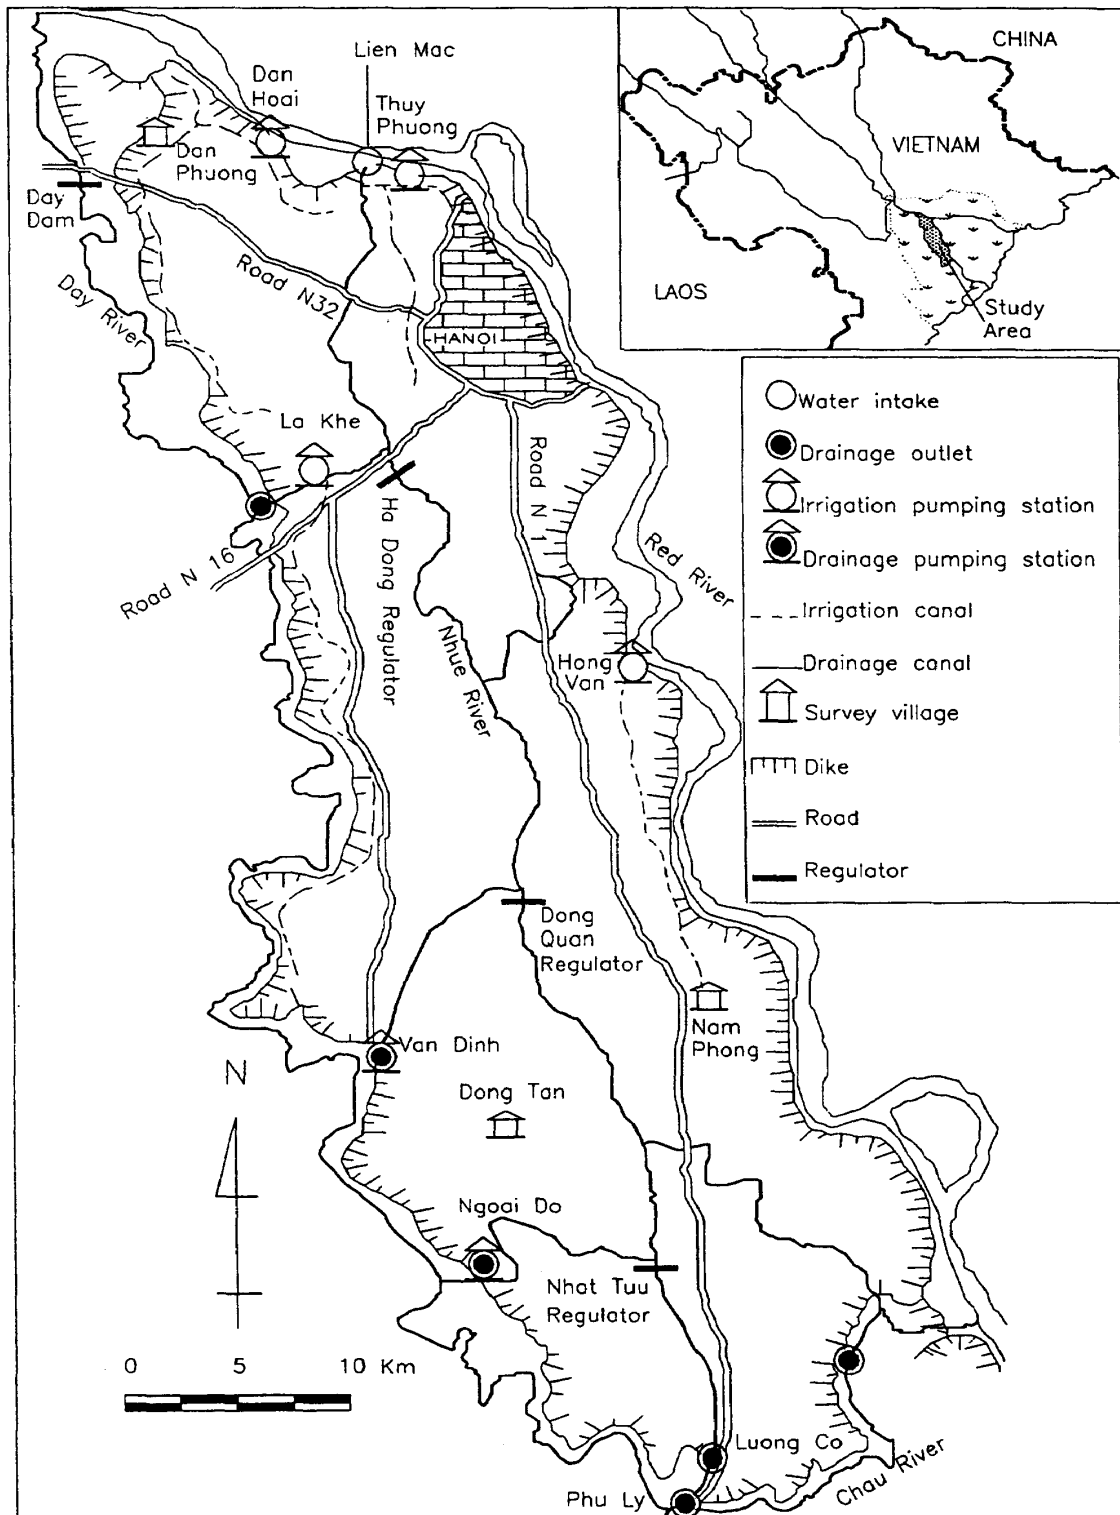 Lien Mac
Dan
Hoai
Thuy
Phuong
Dan
Phuong
Day
Dam
Day River
Road N32
HANOI
La Khe
Road N 16
Ha Dong Regulator
Road N 1
Nhue River
Red River
Hong
Van
Dong
Quan
Regulator
Nam
Phong
Van Dinh
Dong Tan
Ngoai Do
Nhat Tuu
Regulator
Luong Co
Phu Ly
Chau River
N
0 5 10 Km
CHINA
VIETNAM
LAOS
Study
Area
Water intake
Drainage outlet
Irrigation pumping station
Drainage pumping station
Irrigation canal
Drainage canal
Survey village
Dike
Road
Regulator